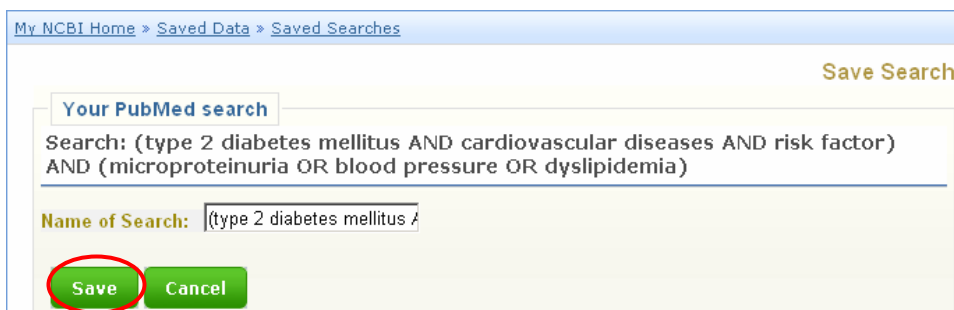 My NCBI Home » Saved Data » Saved Searches
Save Search
Your PubMed search
Search: (type 2 diabetes mellitus AND cardiovascular diseases AND risk factor)
AND (microproteinuria OR blood pressure OR dyslipidemia)
Name of Search: (type 2 diabetes mellitus A
Save Cancel